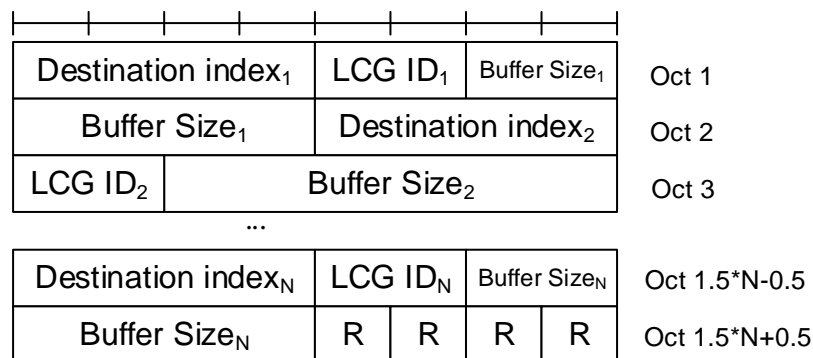 Destination index₁ LCG ID₁ Buffer Size₁ Oct 1
Buffer Size₁ Destination index₂ Oct 2
LCG ID₂ Buffer Size₂ Oct 3
...
Destination indexN LCG IDN Buffer SizeN Oct 1.5*N-0.5
Buffer SizeN R R R R Oct 1.5*N+0.5